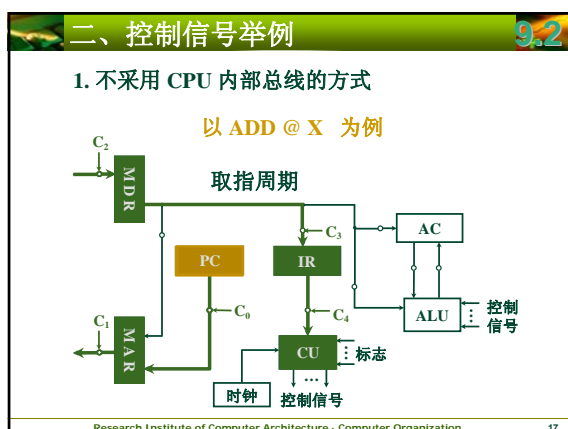 二、控制信号举例
9.2
1. 不采用 CPU 内部总线的方式
以 ADD @ X 为例
取指周期
C2
MDR
C3
AC
PC
IR
C0
C4
ALU
控制
信号
C1
MAR
CU
标志
时钟
控制信号
Research Institute of Computer Architecture - Computer Organization
17